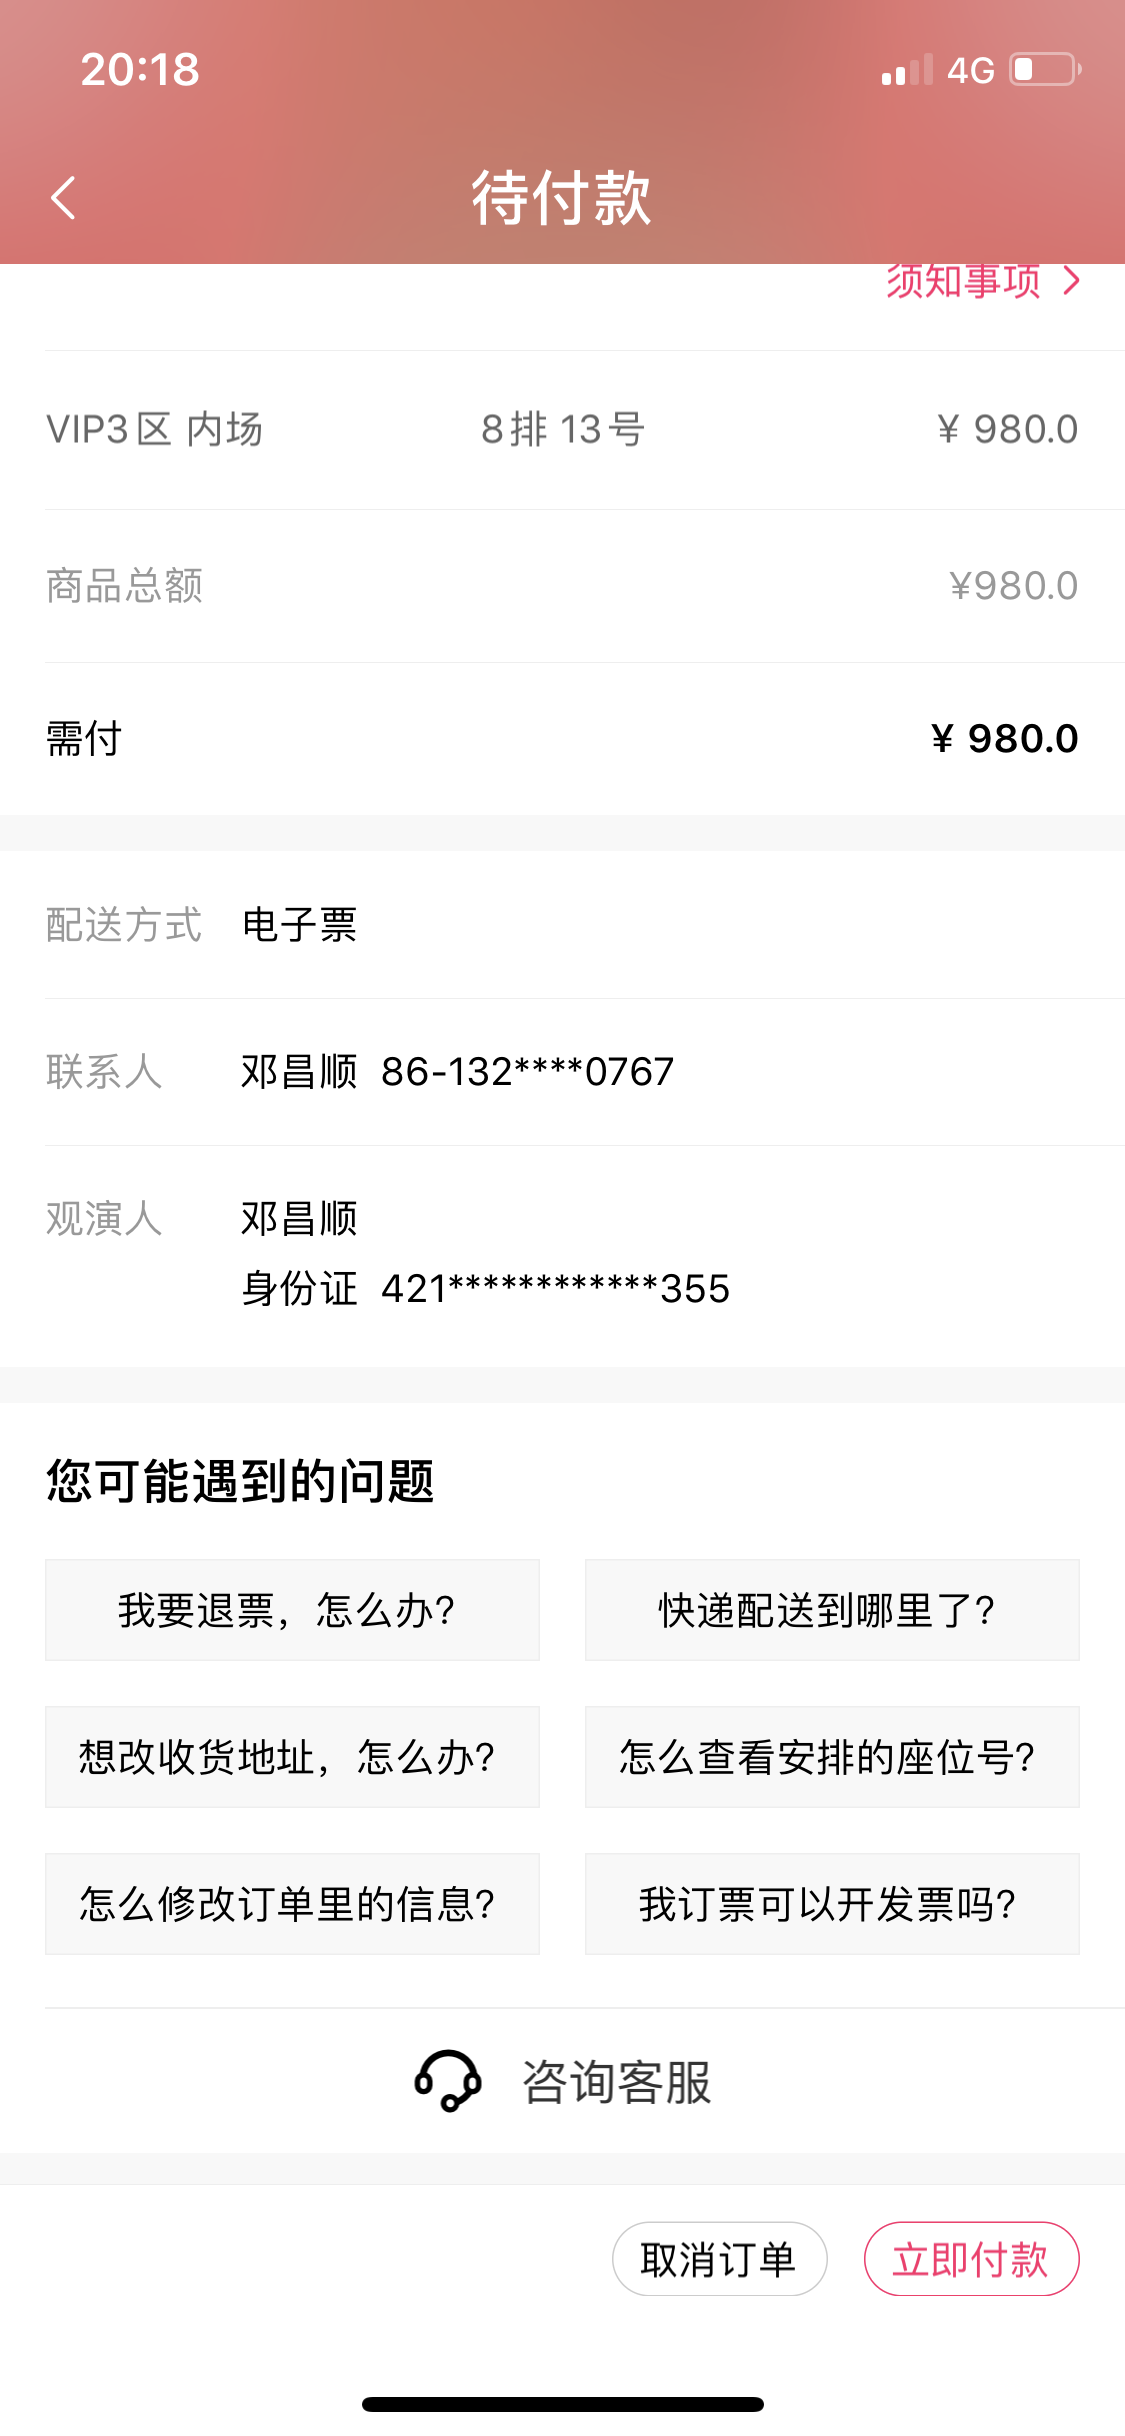 20:18
4G
待付款
须知事项
VIP3区 内场 8排 13号 ¥ 980.0
商品总额 ¥980.0
需付 ¥ 980.0
配送方式 电子票
联系人 邓昌顺 86-132****0767
观演人 邓昌顺
身份证 421************355
您可能遇到的问题
我要退票，怎么办?
快递配送到哪里了?
想改收货地址，怎么办?
怎么查看安排的座位号?
怎么修改订单里的信息?
我订票可以开发票吗?
咨询客服
取消订单 立即付款